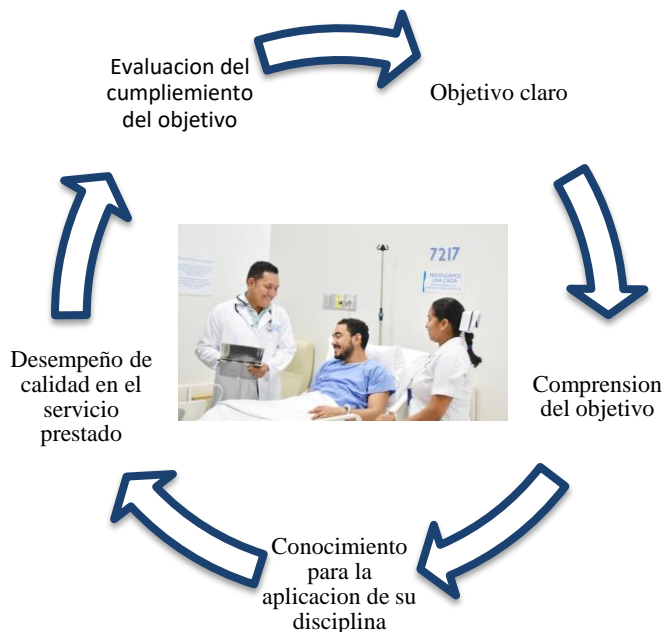 Evaluacion del
cumpliemiento
del objetivo
Objetivo claro
Comprension
del objetivo
Conocimiento
para la
aplicacion de su
disciplina
Desempeño de
calidad en el
servicio
prestado
7217